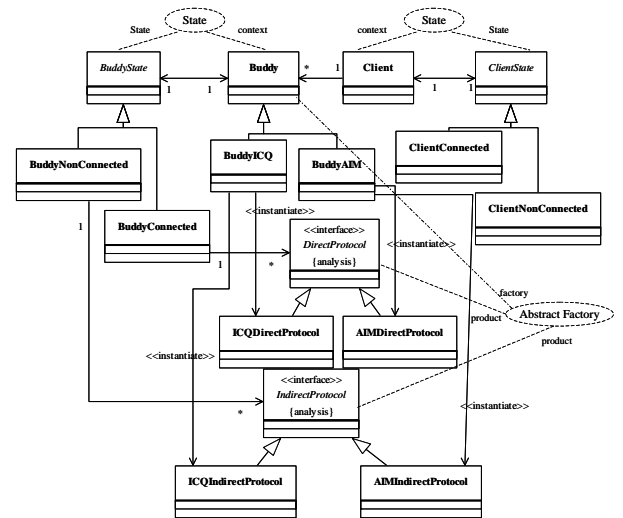 State
State
State
context
context
State
BuddyState
Buddy
Client
ClientState
1
1
*
1
1
1
BuddyNonConnected
BuddyICQ
BuddyAIM
ClientConnected
ClientNonConnected
1
BuddyConnected
<<instantiate>>
<<interface>>
DirectProtocol
{analysis}
<<instantiate>>
1
*
factory
Abstract Factory
product
product
ICQDirectProtocol
AIMDirectProtocol
<<instantiate>>
<<interface>>
IndirectProtocol
{analysis}
*
<<instantiate>>
ICQIndirectProtocol
AIMIndirectProtocol